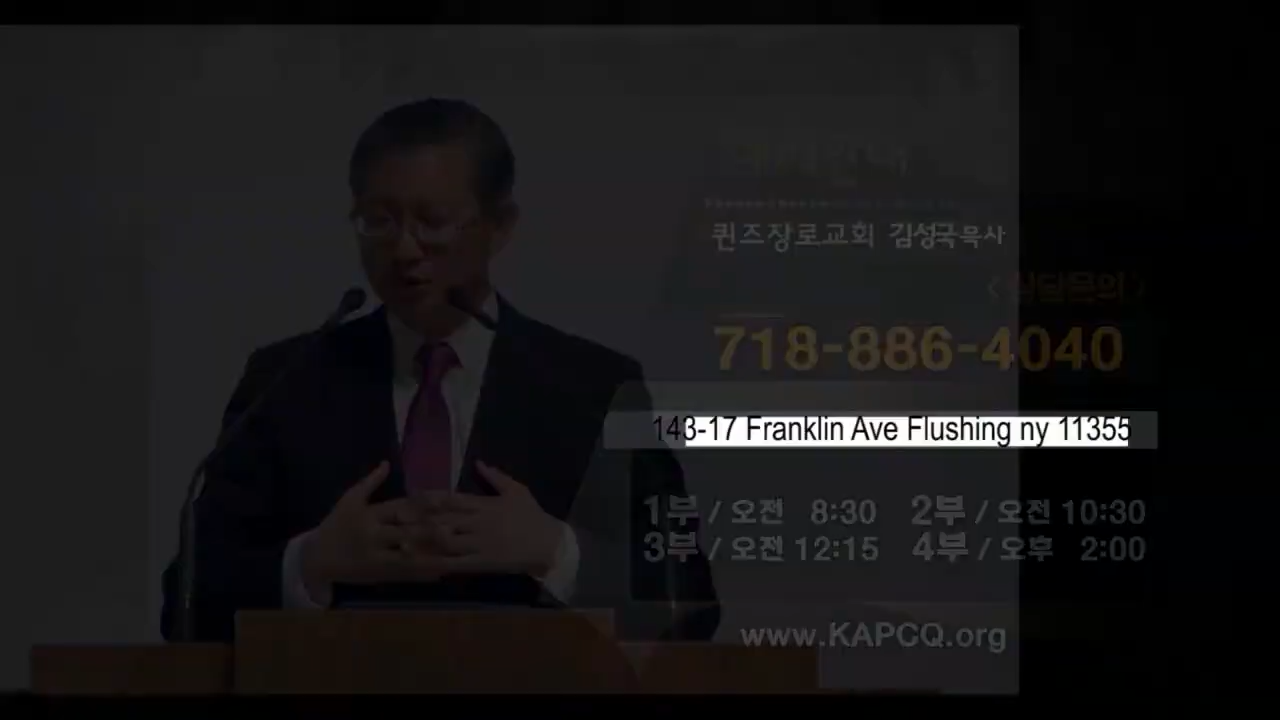 퀸즈장로교회 김성국목사
718-886-4040
143-17 Franklin Ave Flushing ny 11355
1부 / 오전 8:30 2부 / 오전 10:30
3부 / 오전 12:15 4부 / 오후 2:00
www.KAPCQ.org